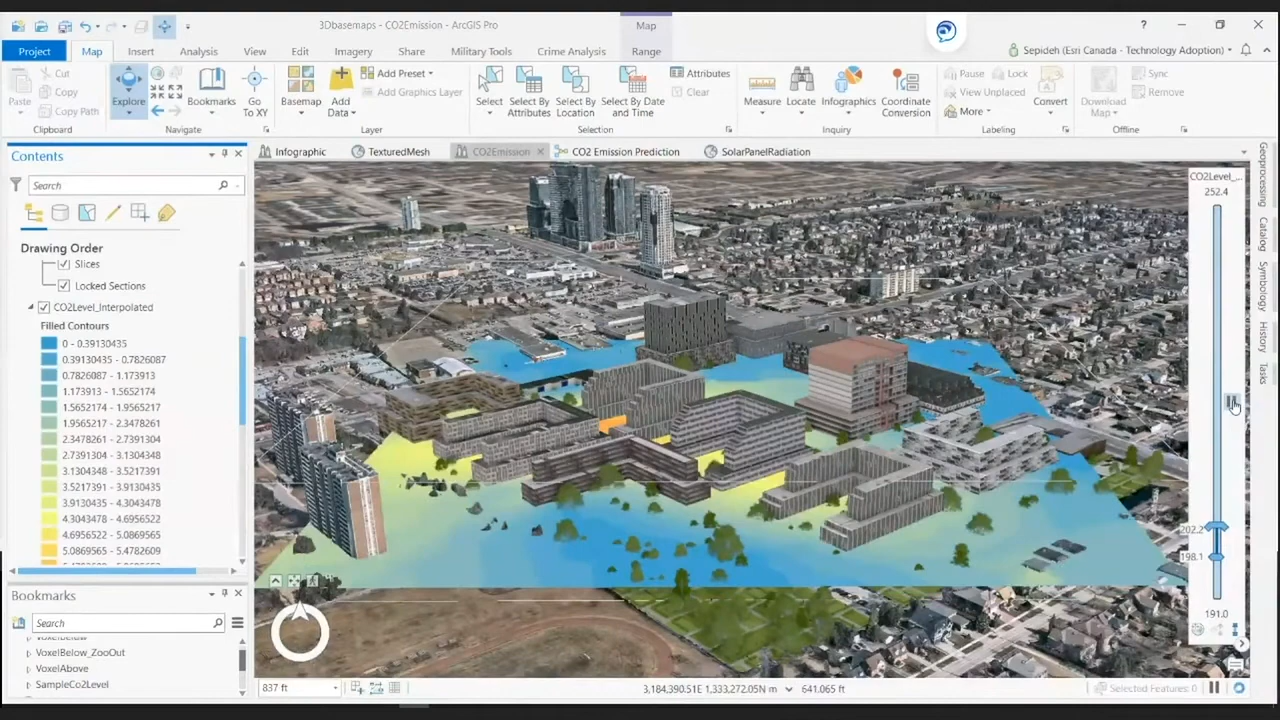 3Dbasemaps - CO2Emission - ArcGIS Pro
Map
?
Project Map Insert Analysis View Edit Imagery Share Military Tools Crime Analysis Range
Sepideh (Esri Canada - Technology Adoption)
Paste
Cut
Copy
Copy Path
Clipboard
Explore
Bookmarks
Go To XY
Navigate
Basemap
Add Data
Add Preset
Add Graphics Layer
Layer
Select
Select By Attributes
Select By Location
Select By Date and Time
Attributes
Clear
Selection
Measure
Locate
Infographics
Coordinate Conversion
Inquiry
Pause
Lock
View Unplaced
More
Convert
Labeling
Download Map
Sync
Remove
Offline
Contents
Search
Drawing Order
Slices
Locked Sections
CO2Level_Interpolated
Filled Contours
0 - 0.39130435
0.39130435 - 0.7826087
0.7826087 - 1.173913
1.173913 - 1.5652174
1.5652174 - 1.9565217
1.9565217 - 2.3478261
2.3478261 - 2.7391304
2.7391304 - 3.1304348
3.1304348 - 3.5217391
3.5217391 - 3.9130435
3.9130435 - 4.3043478
4.3043478 - 4.6956522
4.6956522 - 5.0869565
5.0869565 - 5.4782609
Bookmarks
Search
VoxelBelow_ZooOut
VoxelAbove
SampleCo2Level
Infographic TexturedMesh CO2Emission CO2 Emission Prediction SolarPanelRadiation
CO2Level_...
252.4
202.2
198.1
191.0
Geoprocessing
Catalog
Symbology
History
Tasks
837 ft
3,184,390.51E 1,333,272.05N m
641.065 ft
Selected Features: 0